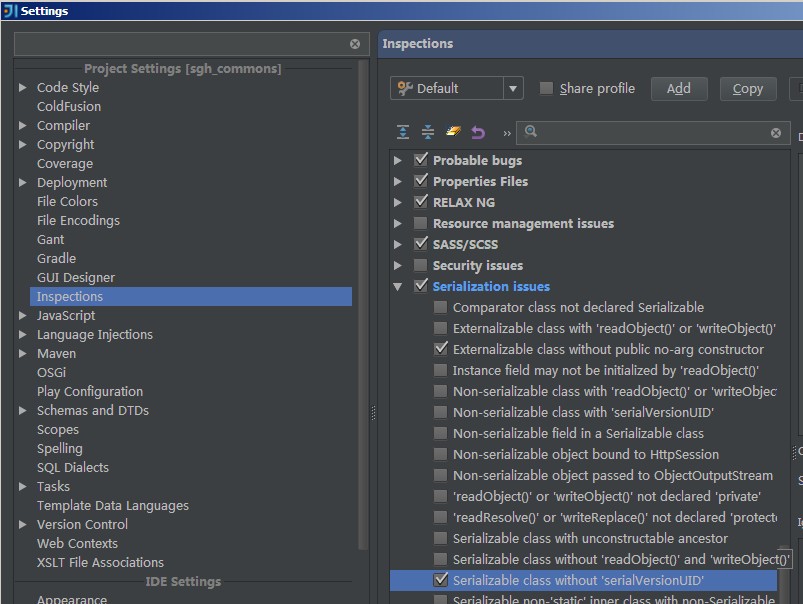 Settings
Project Settings [sgh_commons]
Code Style
ColdFusion
Compiler
Copyright
Coverage
Deployment
File Colors
File Encodings
Gant
Gradle
GUI Designer
Inspections
JavaScript
Language Injections
Maven
OSGi
Play Configuration
Schemas and DTDs
Scopes
Spelling
SQL Dialects
Tasks
Template Data Languages
Version Control
Web Contexts
XSLT File Associations
IDE Settings
Appearance
Inspections
Default
Share profile
Add
Copy
Probable bugs
Properties Files
RELAX NG
Resource management issues
SASS/SCSS
Security issues
Serialization issues
Comparator class not declared Serializable
Externalizable class with 'readObject()' or 'writeObject()'
Externalizable class without public no-arg constructor
Instance field may not be initialized by 'readObject()'
Non-serializable class with 'readObject()' or 'writeObjec
Non-serializable class with 'serialVersionUID'
Non-serializable field in a Serializable class
Non-serializable object bound to HttpSession
Non-serializable object passed to ObjectOutputStream
'readObject()' or 'writeObject()' not declared 'private'
'readResolve()' or 'writeReplace()' not declared 'protecte
Serializable class with unconstructable ancestor
Serializable class without 'readObject()' and 'writeObject()'
Serializable class without 'serialVersionUID'
Serializable non-'static' inner class with non-Serializable